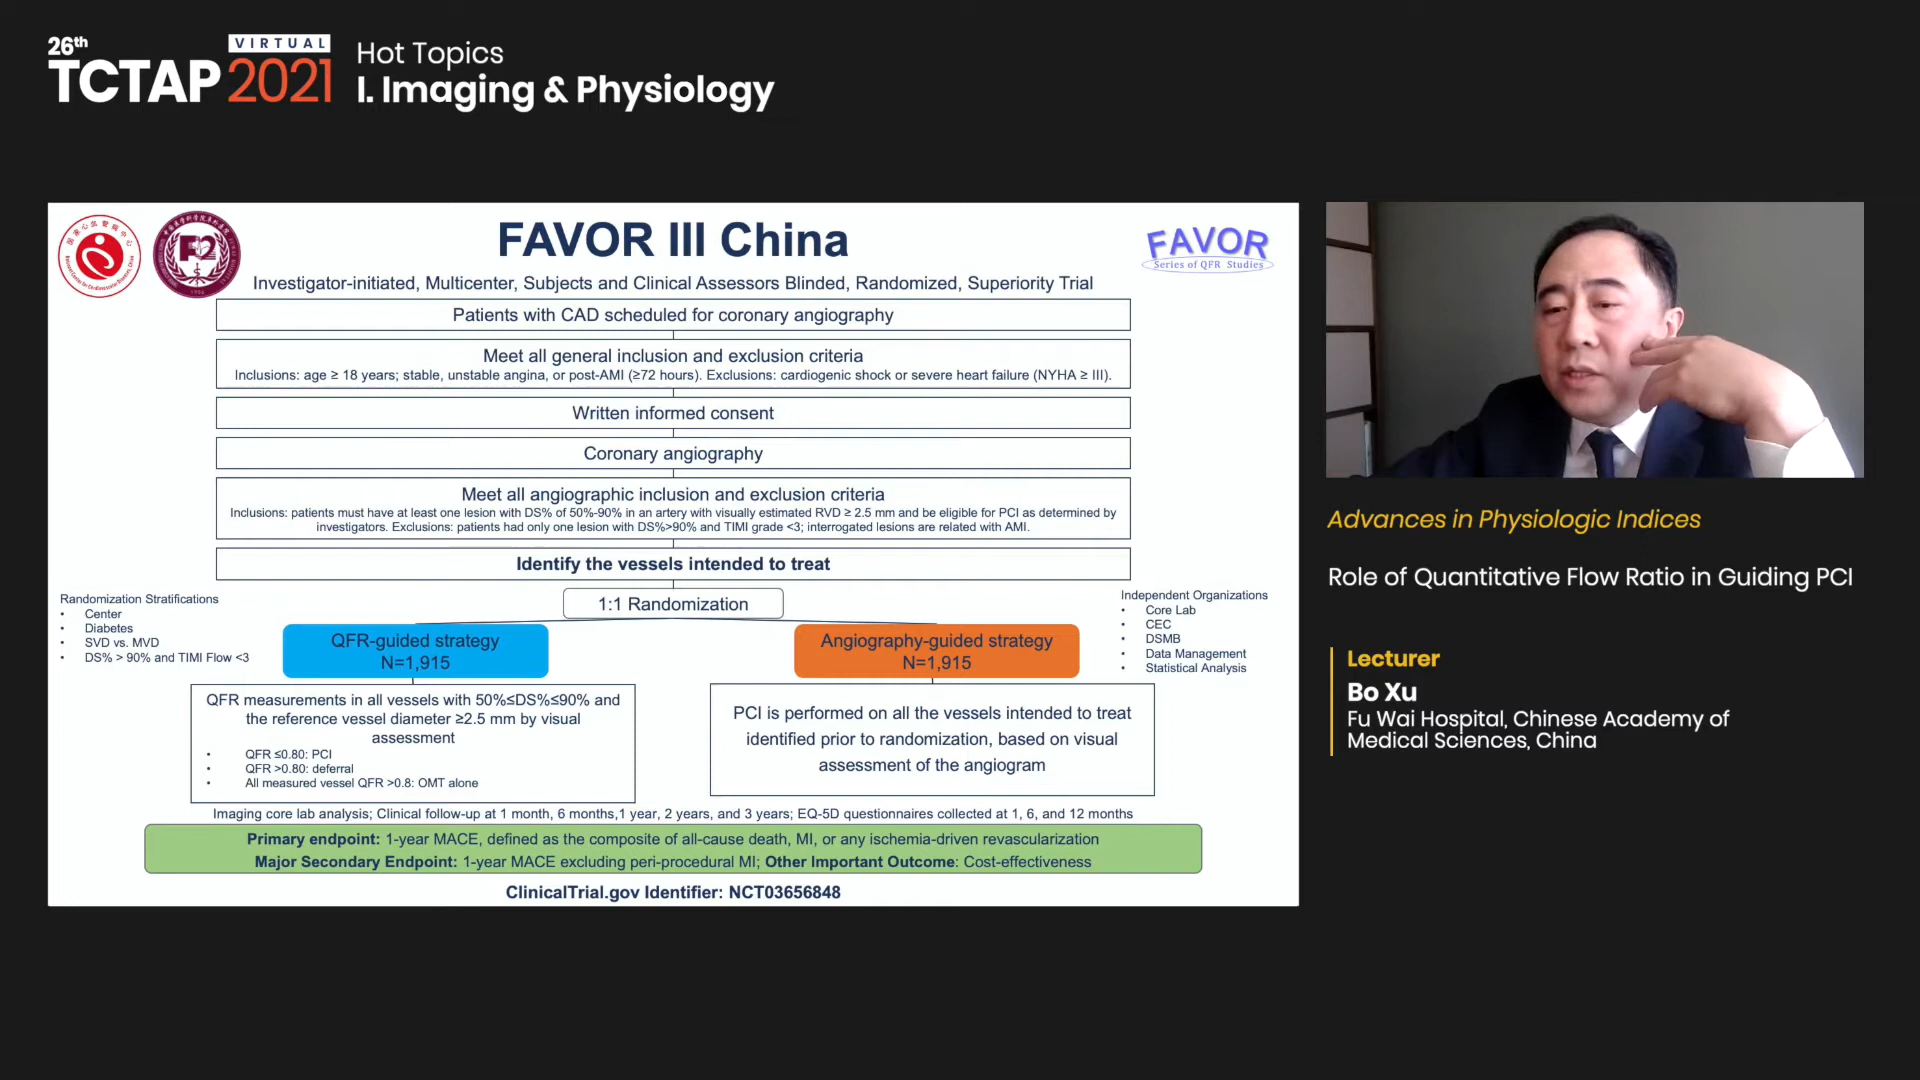 26th
VIRTUAL
TCTAP 2021
Hot Topics
I. Imaging & Physiology
FAVOR III China
FAVOR
Series of QFR Studies
Investigator-initiated, Multicenter, Subjects and Clinical Assessors Blinded, Randomized, Superiority Trial
Patients with CAD scheduled for coronary angiography
Meet all general inclusion and exclusion criteria
Inclusions: age ≥ 18 years; stable, unstable angina, or post-AMI (≥72 hours). Exclusions: cardiogenic shock or severe heart failure (NYHA ≥ III).
Written informed consent
Coronary angiography
Meet all angiographic inclusion and exclusion criteria
Inclusions: patients must have at least one lesion with DS% of 50%-90% in an artery with visually estimated RVD ≥ 2.5 mm and be eligible for PCI as determined by
investigators. Exclusions: patients had only one lesion with DS%>90% and TIMI grade <3; interrogated lesions are related with AMI.
Identify the vessels intended to treat
Randomization Stratifications
• Center
• Diabetes
• SVD vs. MVD
• DS% > 90% and TIMI Flow <3
1:1 Randomization
Independent Organizations
• Core Lab
• CEC
• DSMB
• Data Management
• Statistical Analysis
QFR-guided strategy
N=1,915
Angiography-guided strategy
N=1,915
QFR measurements in all vessels with 50%≤DS%≤90% and
the reference vessel diameter ≥2.5 mm by visual
assessment
• QFR ≤0.80: PCI
• QFR >0.80: deferral
• All measured vessel QFR >0.8: OMT alone
PCI is performed on all the vessels intended to treat
identified prior to randomization, based on visual
assessment of the angiogram
Imaging core lab analysis; Clinical follow-up at 1 month, 6 months,1 year, 2 years, and 3 years; EQ-5D questionnaires collected at 1, 6, and 12 months
Primary endpoint: 1-year MACE, defined as the composite of all-cause death, MI, or any ischemia-driven revascularization
Major Secondary Endpoint: 1-year MACE excluding peri-procedural MI; Other Important Outcome: Cost-effectiveness
ClinicalTrial.gov Identifier: NCT03656848
Advances in Physiologic Indices
Role of Quantitative Flow Ratio in Guiding PCI
Lecturer
Bo Xu
Fu Wai Hospital, Chinese Academy of
Medical Sciences, China